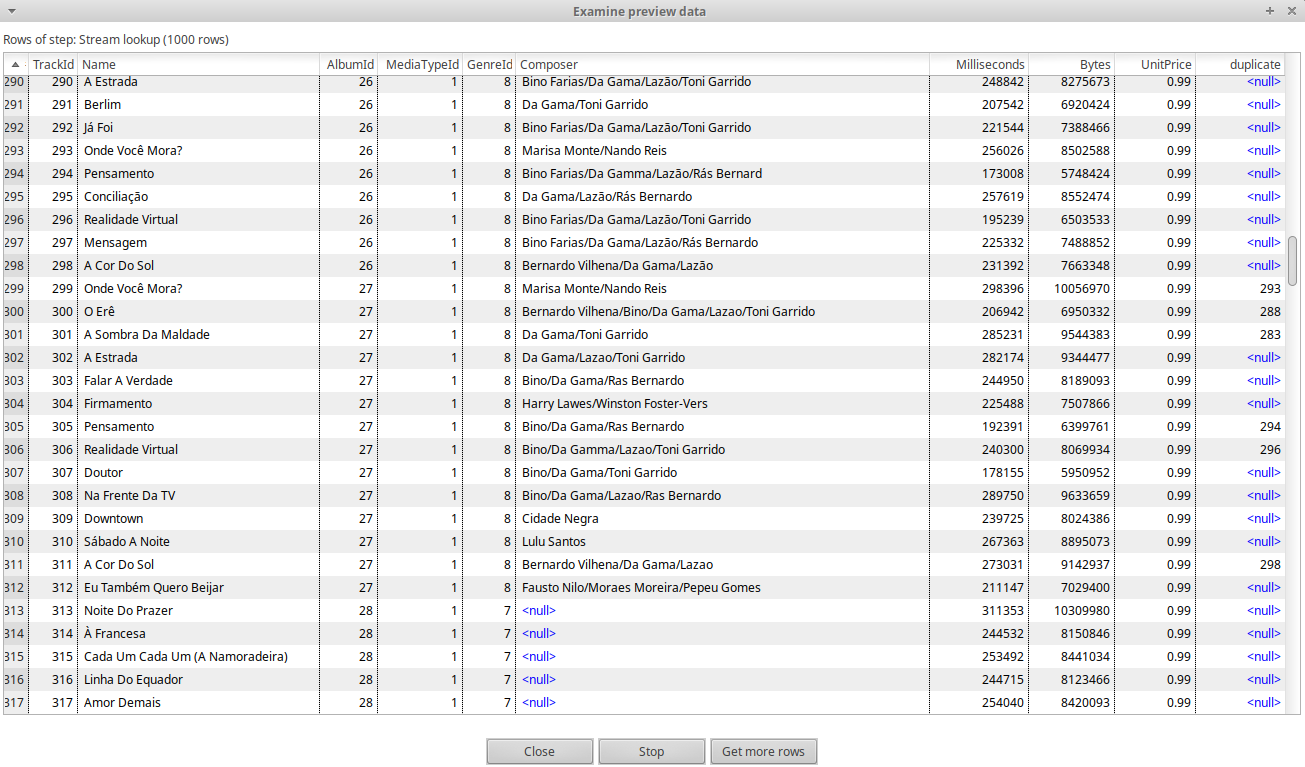 Examine preview data
Rows of step: Stream lookup (1000 rows)
TrackId Name AlbumId MediaTypeId GenreId Composer Milliseconds Bytes UnitPrice duplicate
290 290 A Estrada 26 1 8 Bino Farias/Da Gama/Lazão/Toni Garrido 248842 8275673 0.99 <null>
291 291 Berlim 26 1 8 Da Gama/Toni Garrido 207542 6920424 0.99 <null>
292 292 Já Foi 26 1 8 Bino Farias/Da Gama/Lazão/Toni Garrido 221544 7388466 0.99 <null>
293 293 Onde Você Mora? 26 1 8 Marisa Monte/Nando Reis 256026 8502588 0.99 <null>
294 294 Pensamento 26 1 8 Bino Farias/Da Gamma/Lazão/Rás Bernard 173008 5748424 0.99 <null>
295 295 Conciliação 26 1 8 Da Gama/Lazão/Rás Bernardo 257619 8552474 0.99 <null>
296 296 Realidade Virtual 26 1 8 Bino Farias/Da Gama/Lazão/Toni Garrido 195239 6503533 0.99 <null>
297 297 Mensagem 26 1 8 Bino Farias/Da Gama/Lazão/Rás Bernardo 225332 7488852 0.99 <null>
298 298 A Cor Do Sol 26 1 8 Bernardo Vilhena/Da Gama/Lazão 231392 7663348 0.99 <null>
299 299 Onde Você Mora? 27 1 8 Marisa Monte/Nando Reis 298396 10056970 0.99 293
300 300 O Erê 27 1 8 Bernardo Vilhena/Bino/Da Gama/Lazao/Toni Garrido 206942 6950332 0.99 288
301 301 A Sombra Da Maldade 27 1 8 Da Gama/Toni Garrido 285231 9544383 0.99 283
302 302 A Estrada 27 1 8 Da Gama/Lazao/Toni Garrido 282174 9344477 0.99 <null>
303 303 Falar A Verdade 27 1 8 Bino/Da Gama/Ras Bernardo 244950 8189093 0.99 <null>
304 304 Firmamento 27 1 8 Harry Lawes/Winston Foster-Vers 225488 7507866 0.99 <null>
305 305 Pensamento 27 1 8 Bino/Da Gama/Ras Bernardo 192391 6399761 0.99 294
306 306 Realidade Virtual 27 1 8 Bino/Da Gamma/Lazao/Toni Garrido 240300 8069934 0.99 296
307 307 Doutor 27 1 8 Bino/Da Gama/Toni Garrido 178155 5950952 0.99 <null>
308 308 Na Frente Da TV 27 1 8 Bino/Da Gama/Lazao/Ras Bernardo 289750 9633659 0.99 <null>
309 309 Downtown 27 1 8 Cidade Negra 239725 8024386 0.99 <null>
310 310 Sábado A Noite 27 1 8 Lulu Santos 267363 8895073 0.99 <null>
311 311 A Cor Do Sol 27 1 8 Bernardo Vilhena/Da Gama/Lazao 273031 9142937 0.99 298
312 312 Eu Também Quero Beijar 27 1 8 Fausto Nilo/Moraes Moreira/Pepeu Gomes 211147 7029400 0.99 <null>
313 313 Noite Do Prazer 28 1 7 <null> 311353 10309980 0.99 <null>
314 314 À Francesa 28 1 7 <null> 244532 8150846 0.99 <null>
315 315 Cada Um Cada Um (A Namoradeira) 28 1 7 <null> 253492 8441034 0.99 <null>
316 316 Linha Do Equador 28 1 7 <null> 244715 8123466 0.99 <null>
317 317 Amor Demais 28 1 7 <null> 254040 8420093 0.99 <null>
Close Stop Get more rows